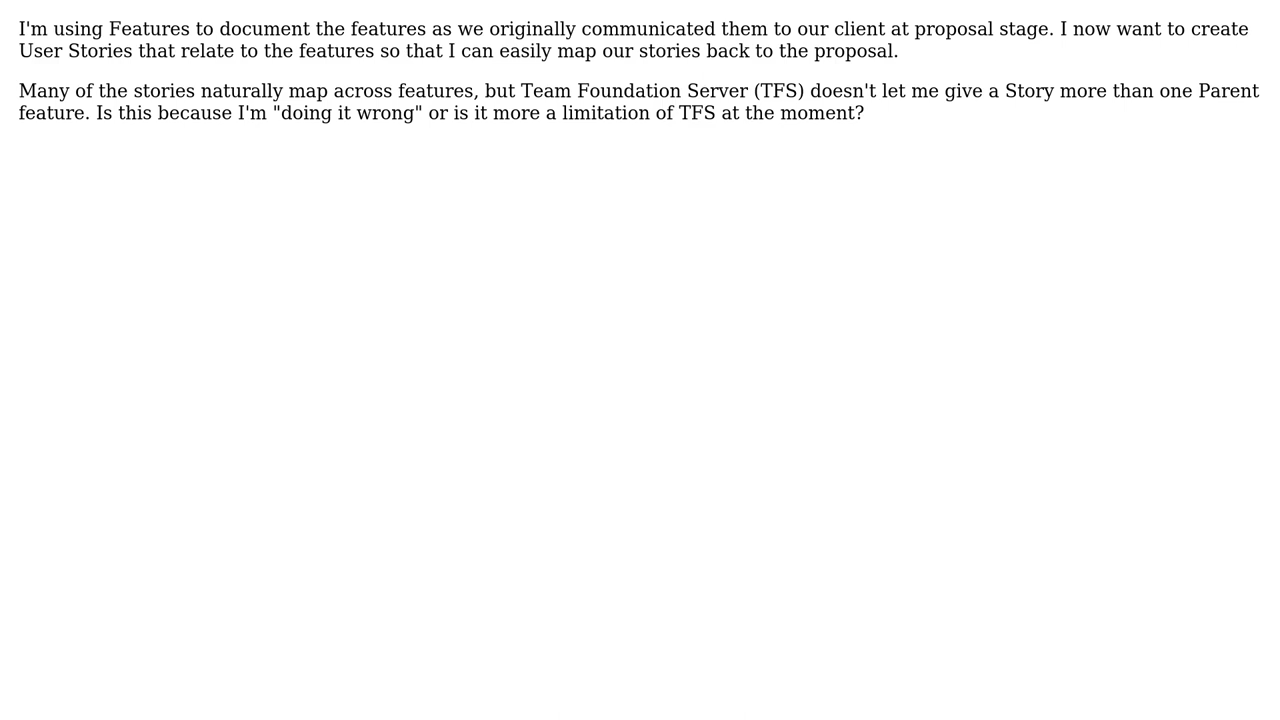 I'm using Features to document the features as we originally communicated them to our client at proposal stage. I now want to create
User Stories that relate to the features so that I can easily map our stories back to the proposal.
Many of the stories naturally map across features, but Team Foundation Server (TFS) doesn't let me give a Story more than one Parent
feature. Is this because I'm "doing it wrong" or is it more a limitation of TFS at the moment?